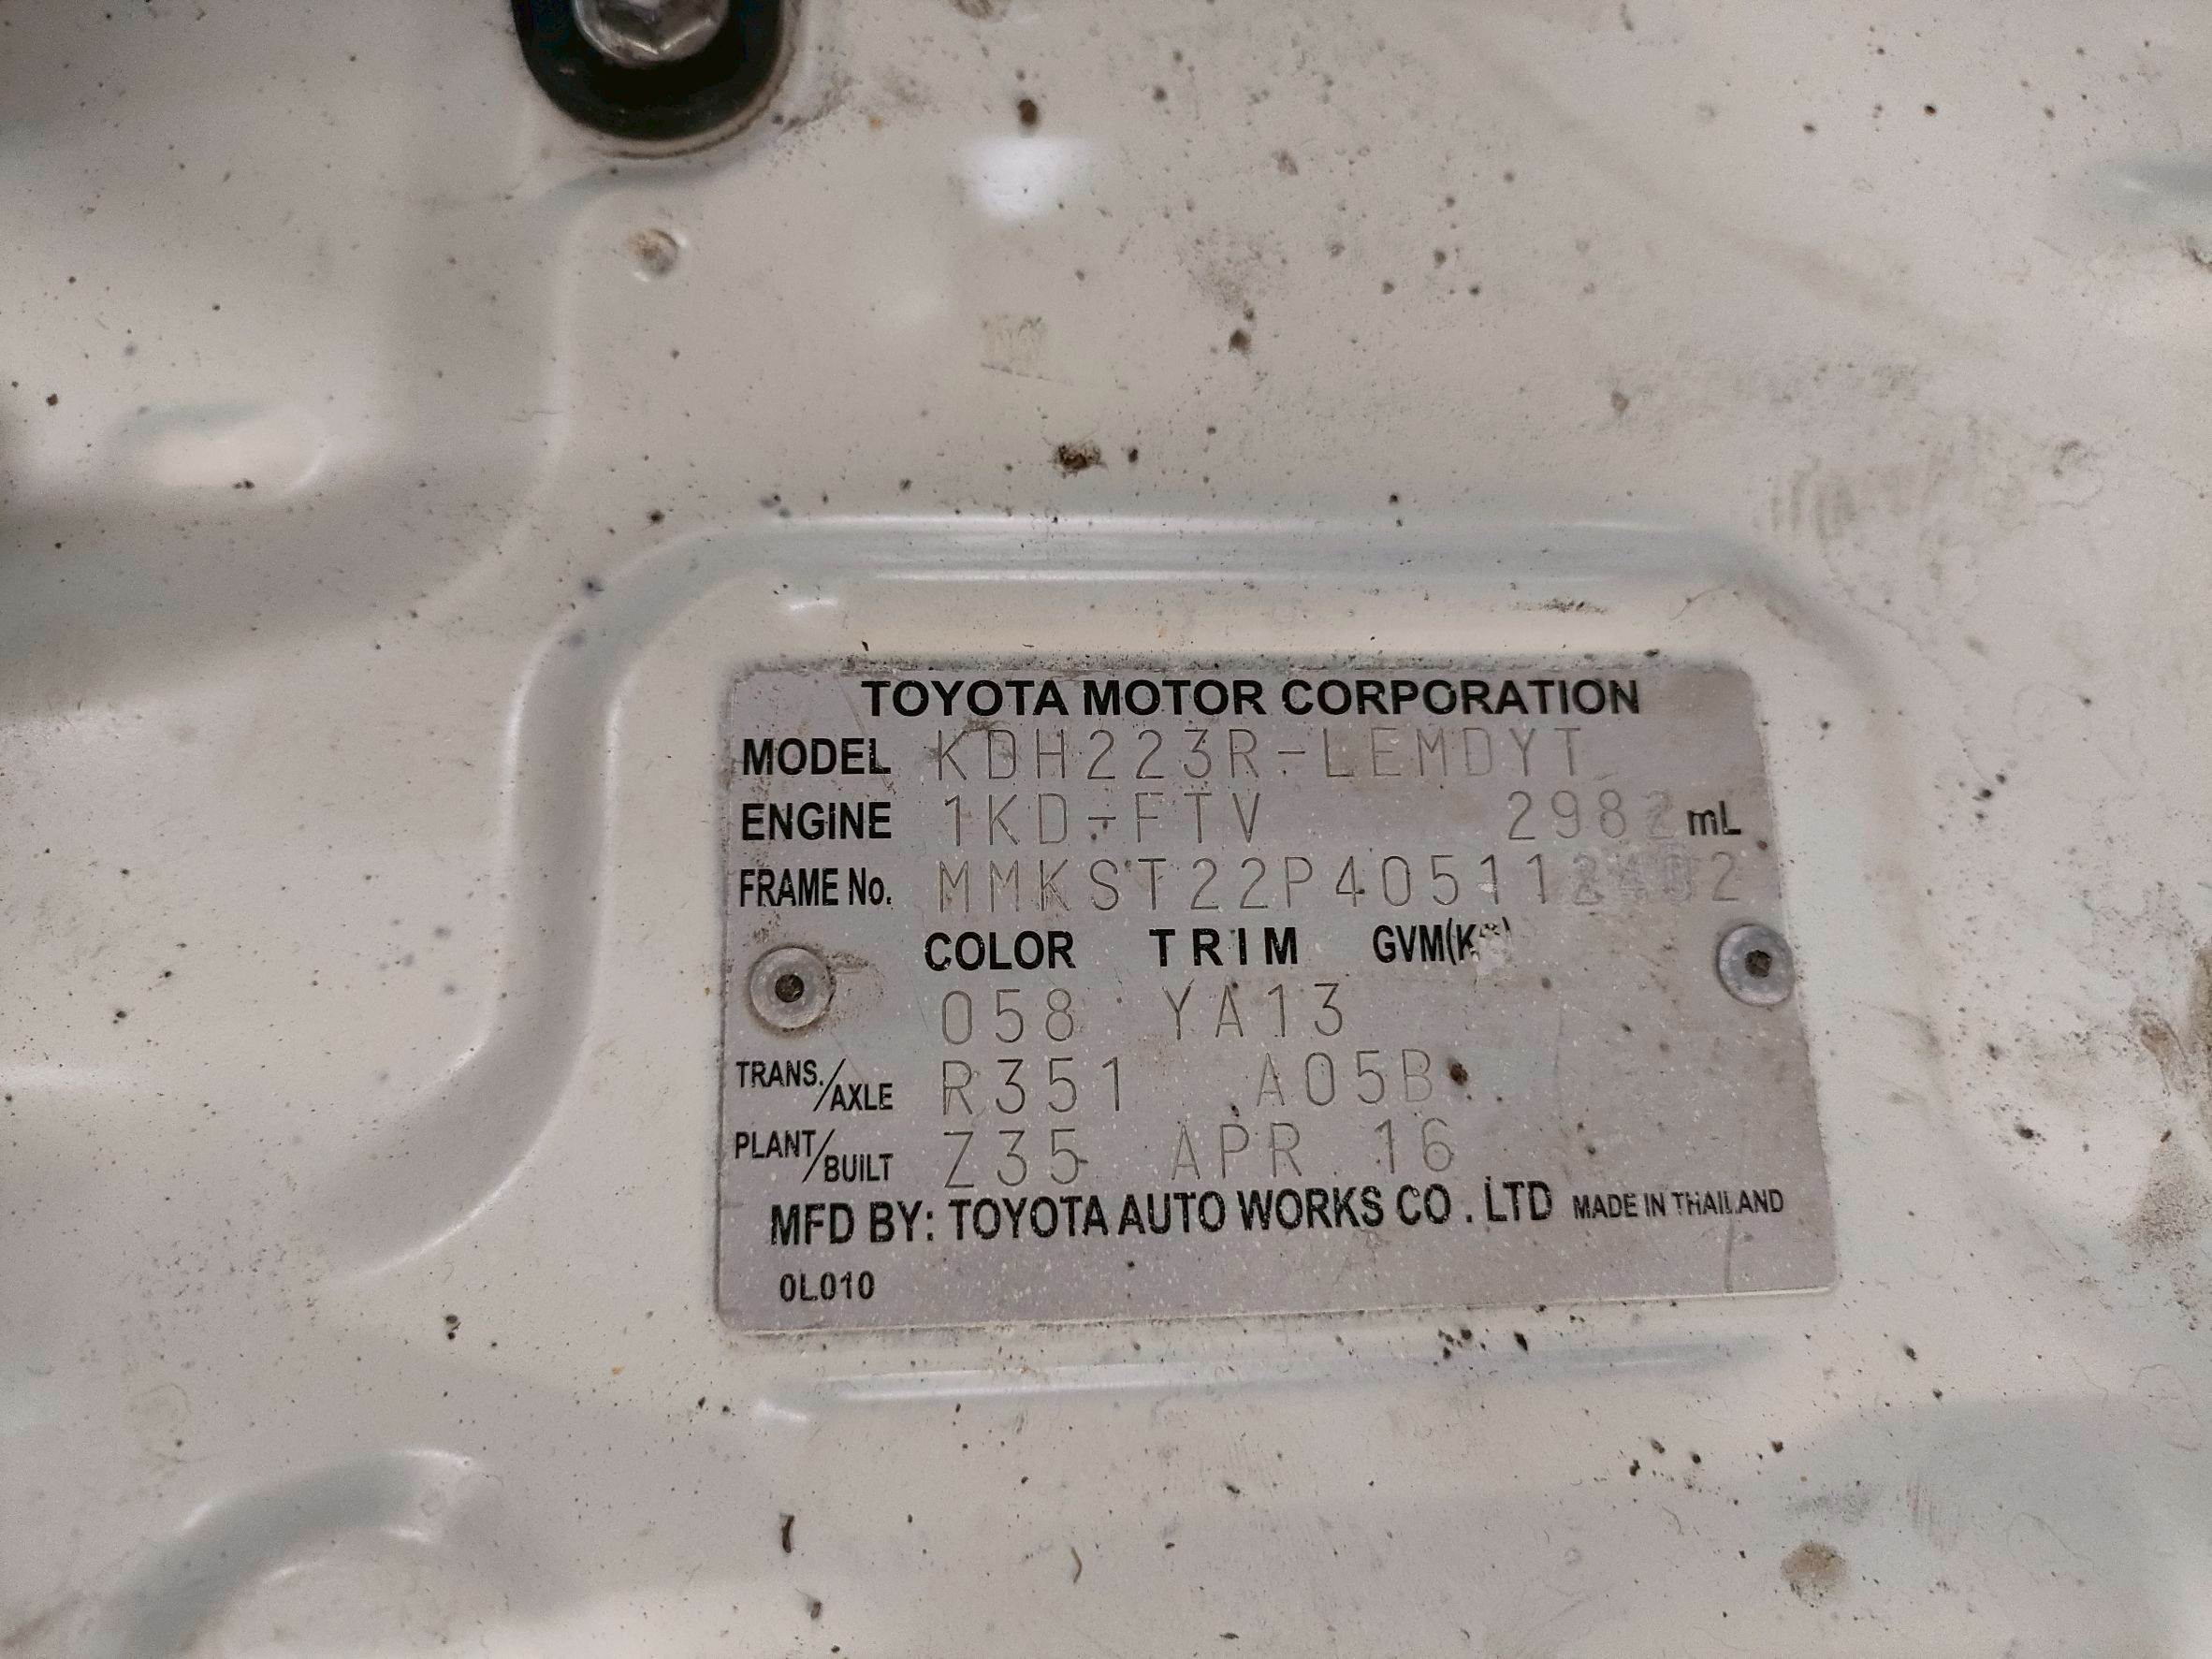 TOYOTA MOTOR CORPORATION
MODEL KDH223R-LEMDYT
ENGINE 1KD-FTV 2982 mL
FRAME No.
COLOR TRIM
058 YA13
TRANS./AXLE R351 A05B
PLANT/BUILT Z35 APR 16
MFD BY: TOYOTA AUTO WORKS CO. LTD MADE IN THAILAND
0L010